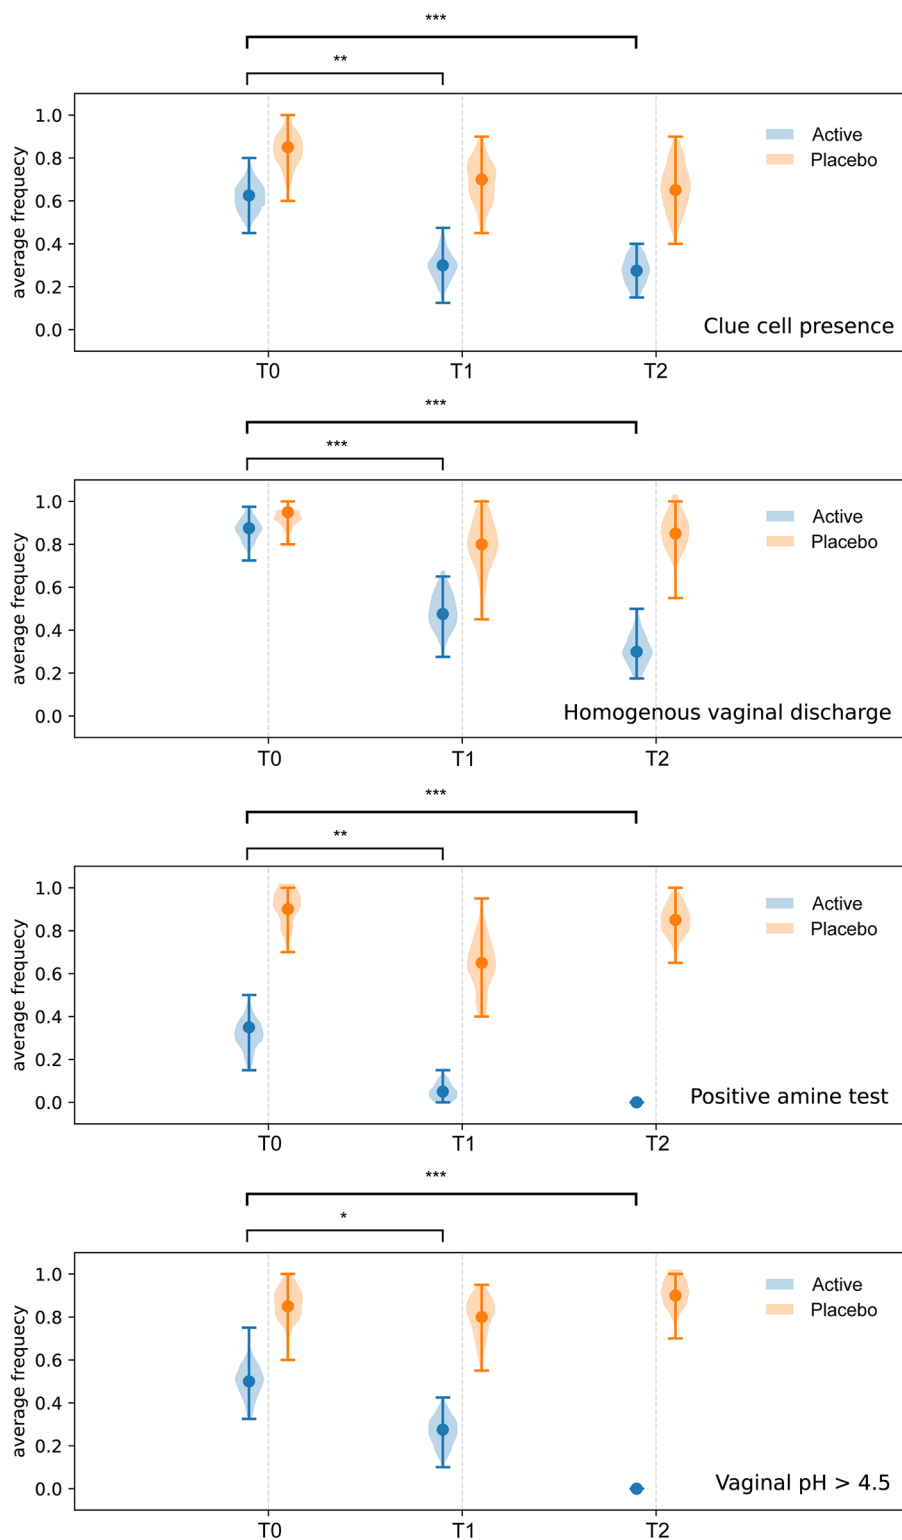 ***
**
average frequecy
1.0
0.8
0.6
0.4
0.2
0.0
Active
Placebo
Clue cell presence
T0 T1 T2
***
***
average frequecy
1.0
0.8
0.6
0.4
0.2
0.0
Active
Placebo
Homogenous vaginal discharge
T0 T1 T2
***
**
average frequecy
1.0
0.8
0.6
0.4
0.2
0.0
Active
Placebo
Positive amine test
T0 T1 T2
***
*
average frequecy
1.0
0.8
0.6
0.4
0.2
0.0
Active
Placebo
Vaginal pH > 4.5
T0 T1 T2